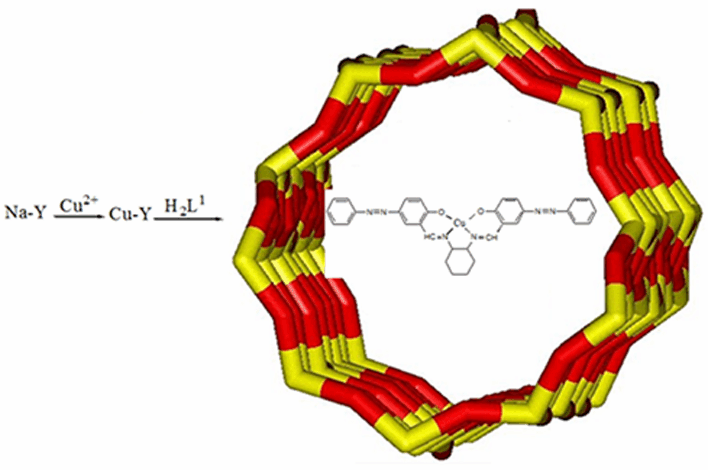 Na-Y Cu²⁺ Cu-Y H₂L¹
N=N O Cu O N=N
HC=N N=CH